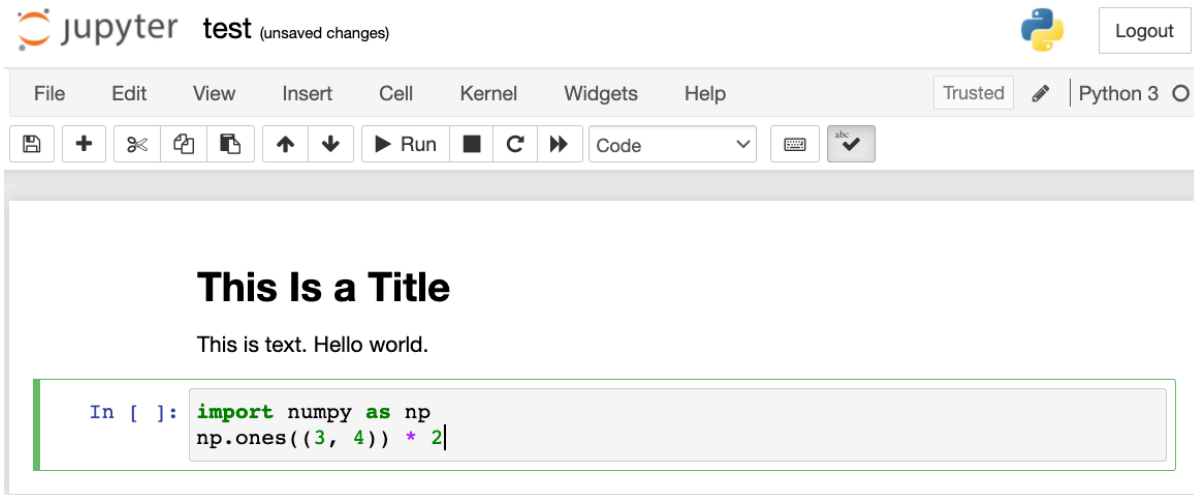 jupyter test (unsaved changes) Logout
File Edit View Insert Cell Kernel Widgets Help Trusted Python 3
Run Code abc
This Is a Title
This is text. Hello world.
In [ ]: import numpy as np
np.ones((3, 4)) * 2